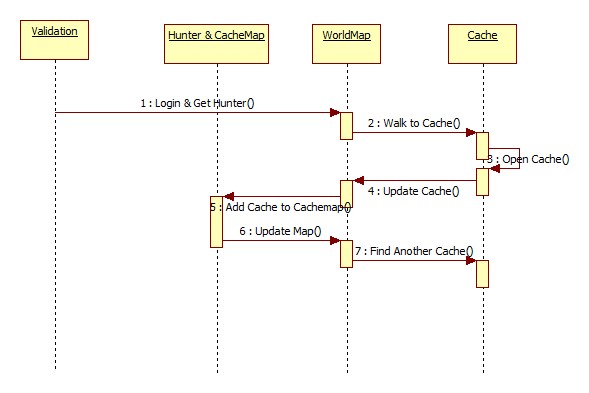 Validation
Hunter & CacheMap
WorldMap
Cache
1 : Login & Get Hunter()
2 : Walk to Cache()
3 : Open Cache()
4 : Update Cache()
5 : Add Cache to Cachemap()
6 : Update Map()
7 : Find Another Cache()